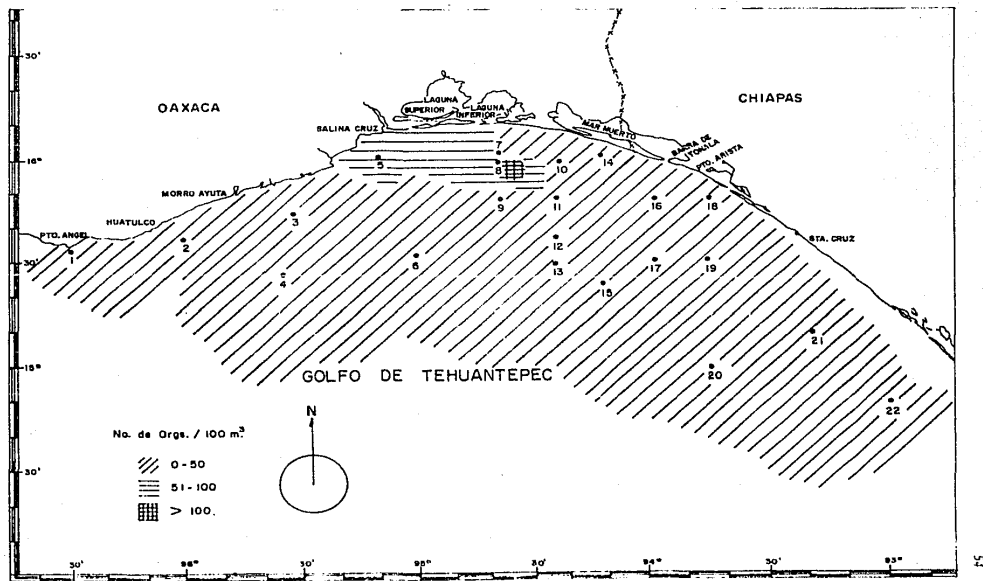 30'
OAXACA
CHIAPAS
LAGUNA SUPERIOR
LAGUNA INFERIOR
SALINA CRUZ
MAR MUERTO
BARRA DE TONALA
PTO. ARISTA
16°
5
7
8
10
14
MORRO AYUTA
9
11
16
18
HUATULCO
3
STA. CRUZ
PTO. ANGEL
1
2
12
30'
4
6
13
17
19
15
21
15°
GOLFO DE TEHUANTEPEC
20
22
N
No. de Orgs. / 100 m³.
0-50
51-100
> 100.
30'
30'
96°
30'
95°
30'
94°
30'
93°
54